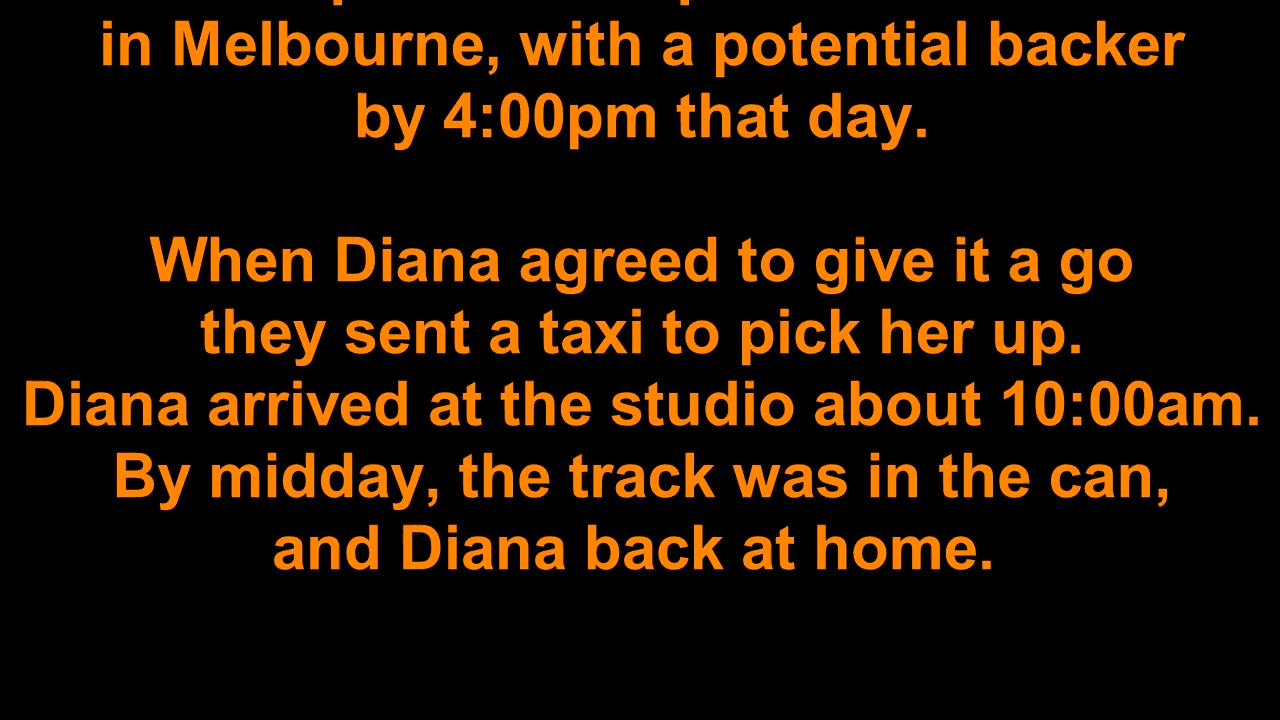 in Melbourne, with a potential backer
by 4:00pm that day.
When Diana agreed to give it a go
they sent a taxi to pick her up.
Diana arrived at the studio about 10:00am.
By midday, the track was in the can,
and Diana back at home.